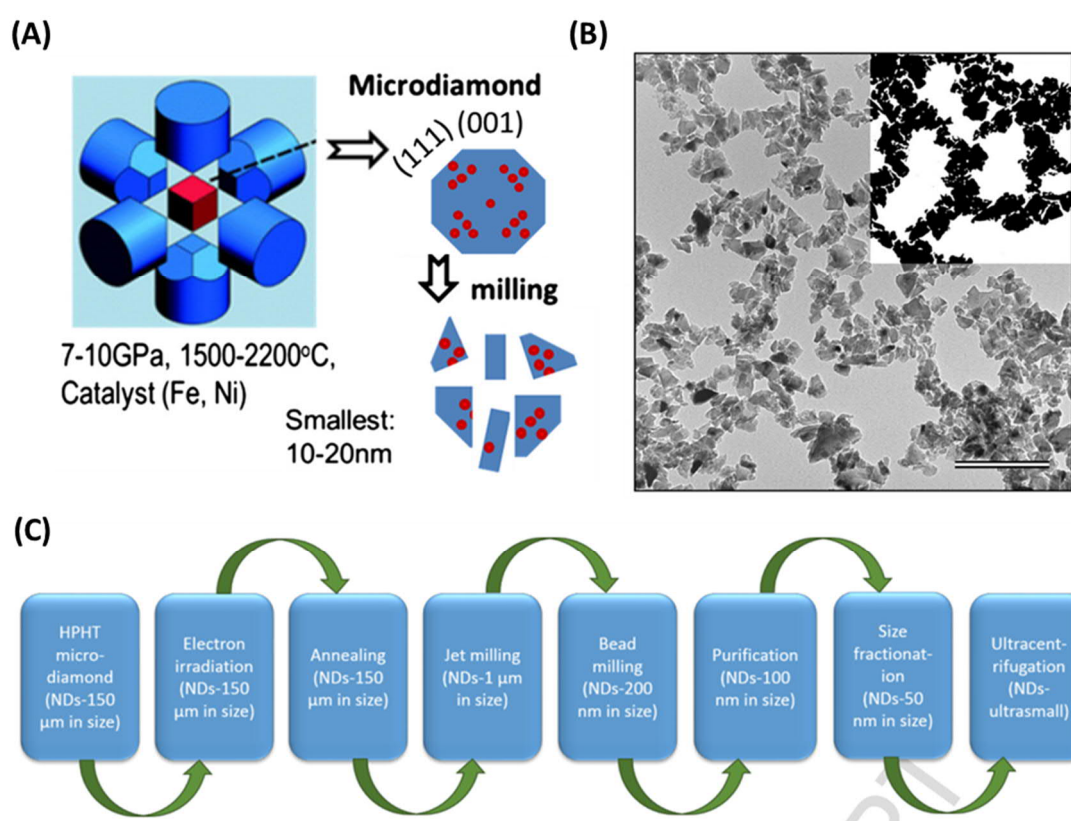 (A)
Microdiamond
(111)
(001)
milling
7-10GPa, 1500-2200°C,
Catalyst (Fe, Ni)
Smallest:
10-20nm
(B)
(C)
HPHT
micro-
diamond
(NDs-150
μm in size)
Electron
irradiation
(NDs-150
μm in size)
Annealing
(NDs-150
μm in size)
Jet milling
(NDs-1 μm
in size)
Bead
milling
(NDs-200
nm in size)
Purification
(NDs-100
nm in size)
Size
fractionat-
ion
(NDs-50
nm in size)
Ultracent-
rifugation
(NDs-
ultrasmall)
PT